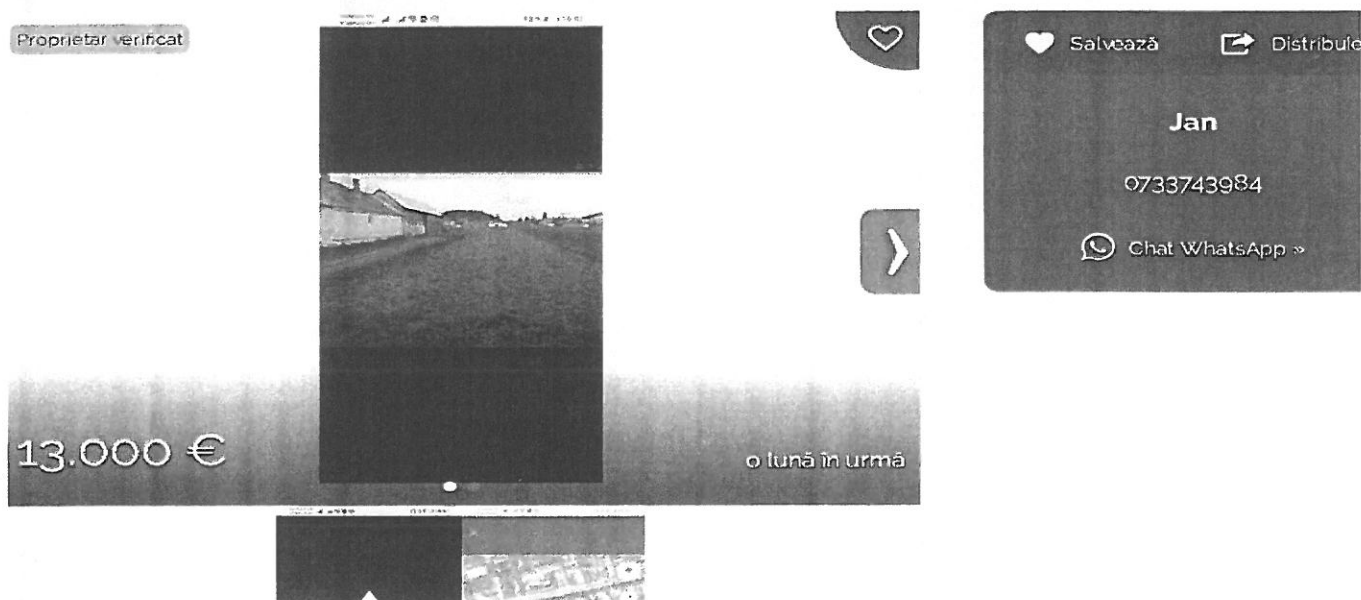 Proprietar verificat
13.000 €
o lună în urmă
Salvează
Distribuie
Jan
0733743984
Chat WhatsApp »